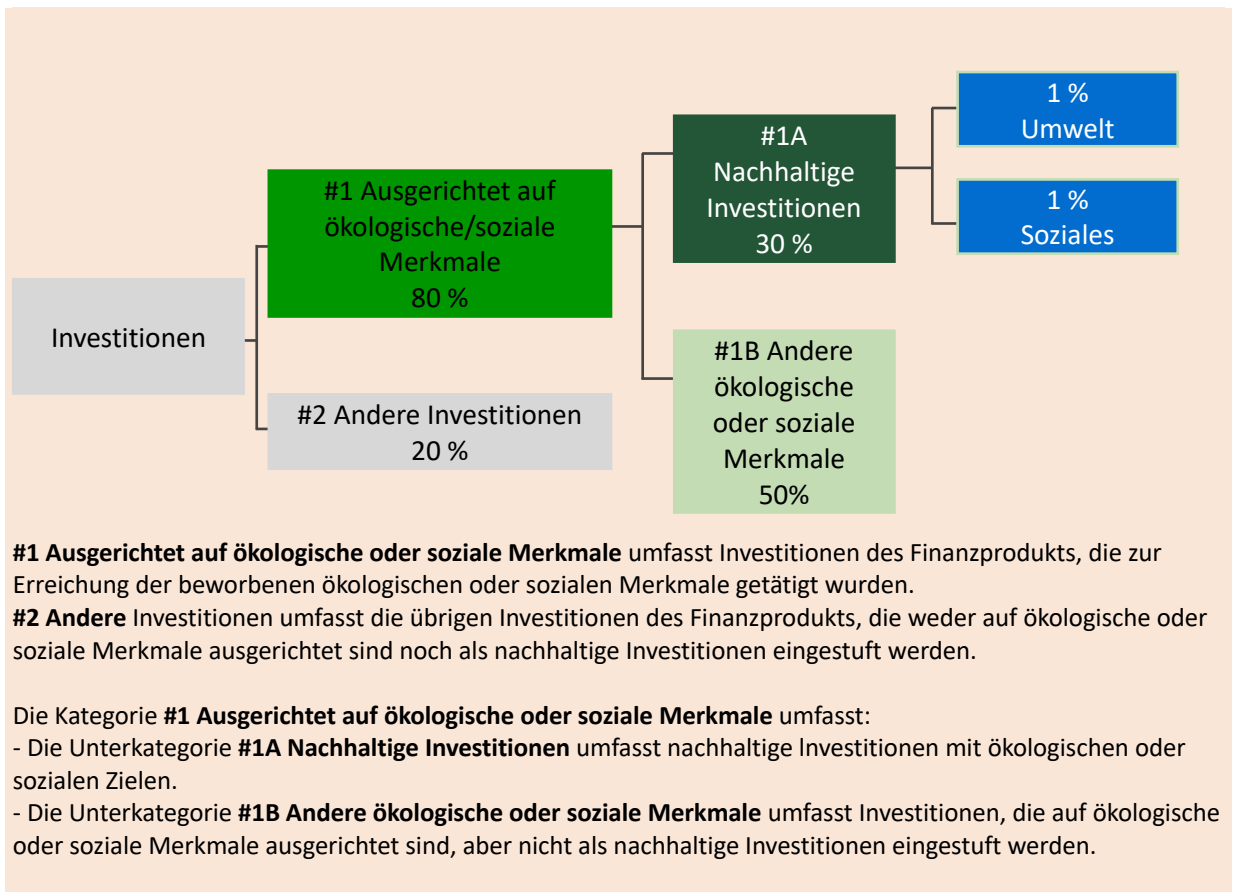 Investitionen
#1 Ausgerichtet auf
ökologische/soziale
Merkmale
80 %
#2 Andere Investitionen
20 %
#1A
Nachhaltige
Investitionen
30 %
#1B Andere
ökologische
oder soziale
Merkmale
50%
1 %
Umwelt
1 %
Soziales
#1 Ausgerichtet auf ökologische oder soziale Merkmale umfasst Investitionen des Finanzprodukts, die zur
Erreichung der beworbenen ökologischen oder sozialen Merkmale getätigt wurden.
#2 Andere Investitionen umfasst die übrigen Investitionen des Finanzprodukts, die weder auf ökologische oder
soziale Merkmale ausgerichtet sind noch als nachhaltige Investitionen eingestuft werden.
Die Kategorie #1 Ausgerichtet auf ökologische oder soziale Merkmale umfasst:
- Die Unterkategorie #1A Nachhaltige Investitionen umfasst nachhaltige Investitionen mit ökologischen oder
sozialen Zielen.
- Die Unterkategorie #1B Andere ökologische oder soziale Merkmale umfasst Investitionen, die auf ökologische
oder soziale Merkmale ausgerichtet sind, aber nicht als nachhaltige Investitionen eingestuft werden.